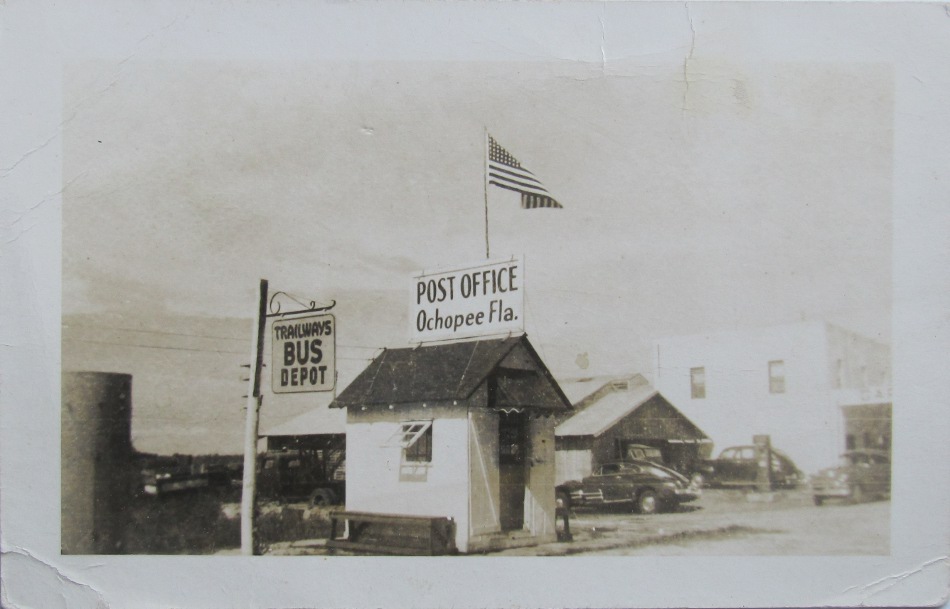 POST OFFICE
Ochopee Fla.
TRAILWAYS
BUS
DEPOT